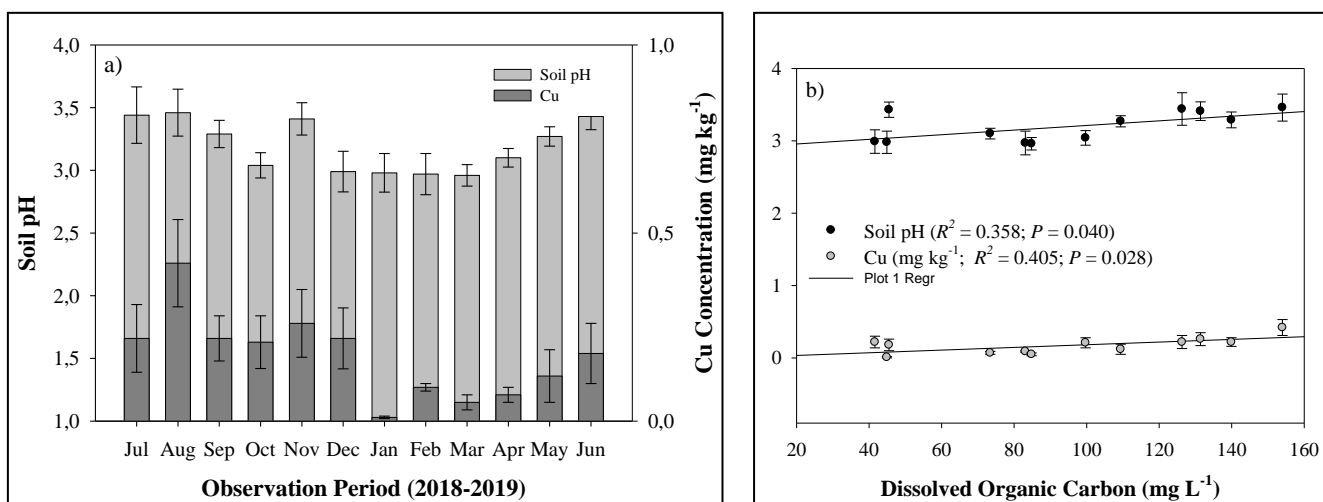 a)
Soil pH
Cu
4,0
3,5
3,0
2,5
2,0
1,5
1,0
Soil pH
1,0
0,5
0,0
Cu Concentration (mg kg⁻¹)
Jul Aug Sep Oct Nov Dec Jan Feb Mar Apr May Jun
Observation Period (2018-2019)
b)
4
3
2
1
0
Soil pH (R² = 0.358; P = 0.040)
Cu (mg kg⁻¹; R² = 0.405; P = 0.028)
Plot 1 Regr
20 40 60 80 100 120 140 160
Dissolved Organic Carbon (mg L⁻¹)